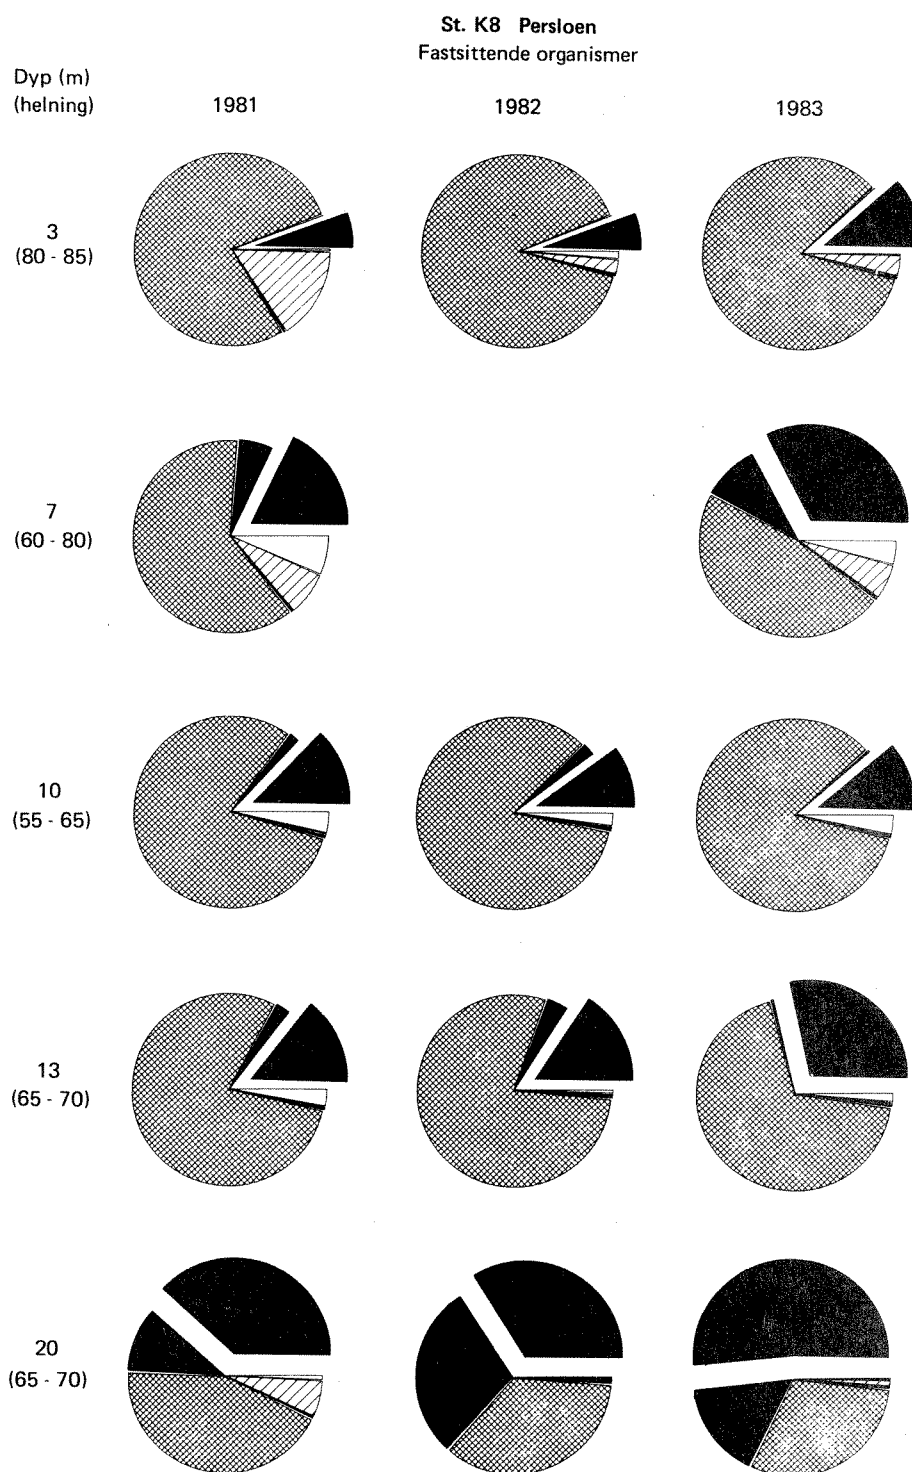 St. K8 Persloen
Fastsittende organismer
Dyp (m)
(helning)
1981
1982
1983
3
(80 - 85)
7
(60 - 80)
10
(55 - 65)
13
(65 - 70)
20
(65 - 70)